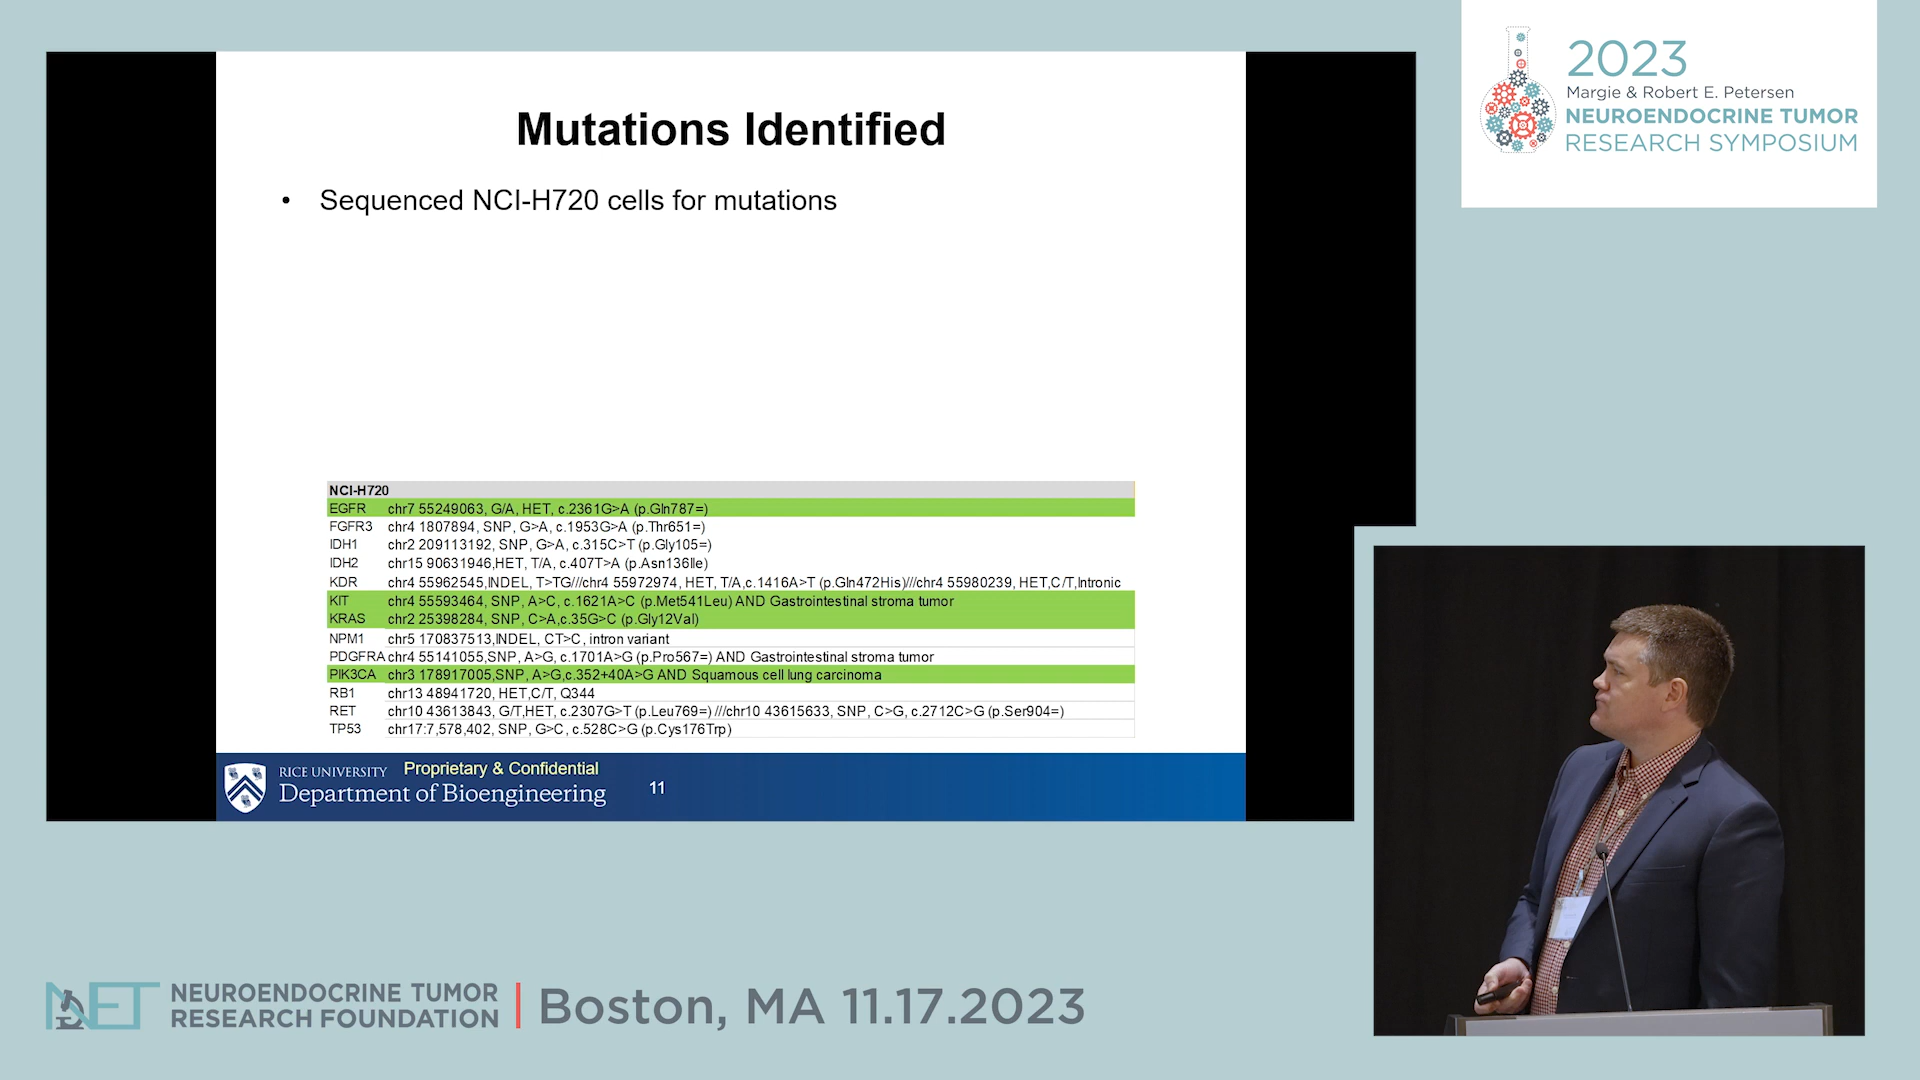 Mutations Identified
• Sequenced NCI-H720 cells for mutations
NCI-H720
EGFR chr7 55249063, G/A, HET, c.2361G>A (p.Gln787=)
FGFR3 chr4 1807894, SNP, G>A, c.1953G>A (p.Thr651=)
IDH1 chr2 209113192, SNP, G>A, c.315C>T (p.Gly105=)
IDH2 chr15 90631946,HET, T/A, c.407T>A (p.Asn136Ile)
KDR chr4 55962545,INDEL, T>TG///chr4 55972974, HET, T/A,c.1416A>T (p.Gln472His)///chr4 55980239, HET,C/T,Intronic
KIT chr4 55593464, SNP, A>C, c.1621A>C (p.Met541Leu) AND Gastrointestinal stroma tumor
KRAS chr2 25398284, SNP, C>A,c.35G>C (p.Gly12Val)
NPM1 chr5 170837513,INDEL, CT>C, intron variant
PDGFRA chr4 55141055,SNP, A>G, c.1701A>G (p.Pro567=) AND Gastrointestinal stroma tumor
PIK3CA chr3 178917005,SNP, A>G,c.352+40A>G AND Squamous cell lung carcinoma
RB1 chr13 48941720, HET,C/T, Q344
RET chr10 43613843, G/T,HET, c.2307G>T (p.Leu769=) ///chr10 43615633, SNP, C>G, c.2712C>G (p.Ser904=)
TP53 chr17:7,578,402, SNP, G>C, c.528C>G (p.Cys176Trp)
RICE UNIVERSITY Proprietary & Confidential
Department of Bioengineering
11
2023
Margie & Robert E. Petersen
NEUROENDOCRINE TUMOR
RESEARCH SYMPOSIUM
NET
NEUROENDOCRINE TUMOR
RESEARCH FOUNDATION
Boston, MA 11.17.2023